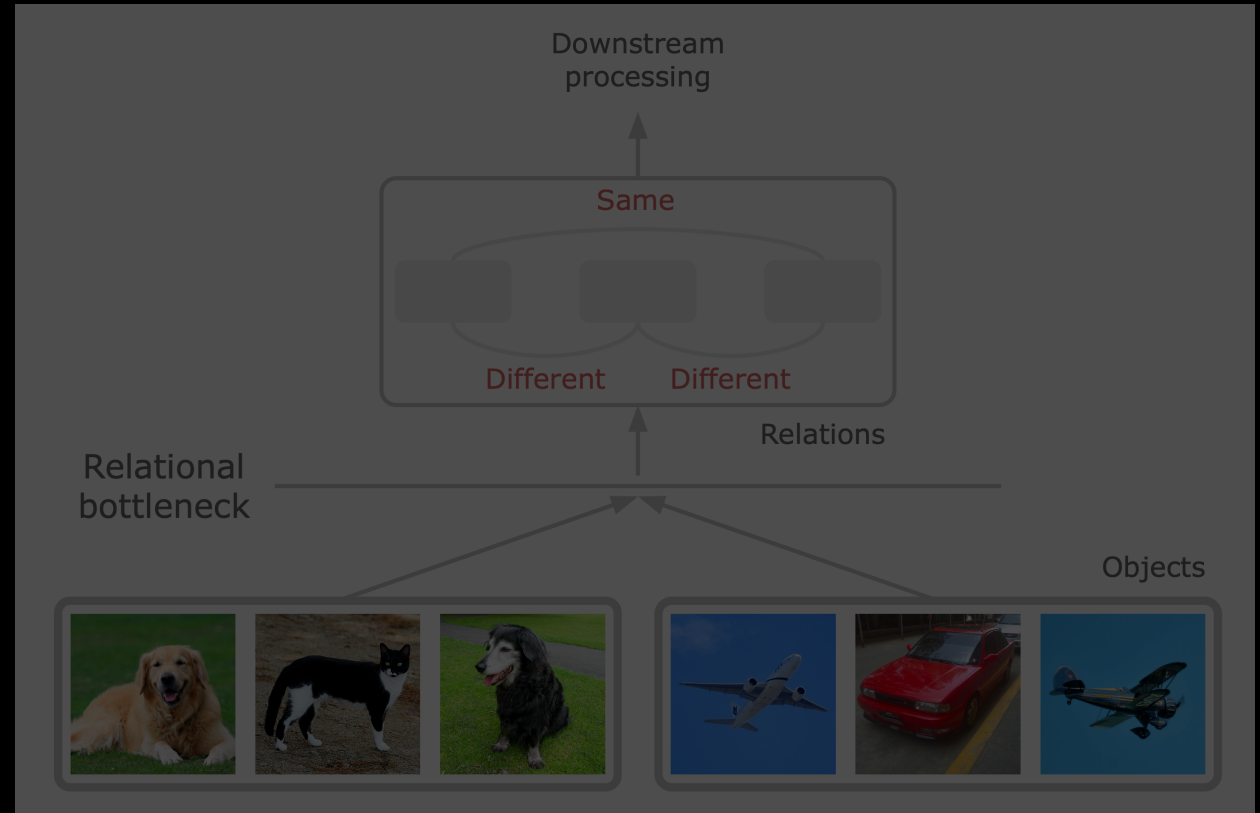 Downstream
processing
Same
Different Different
Relations
Relational
bottleneck
Objects